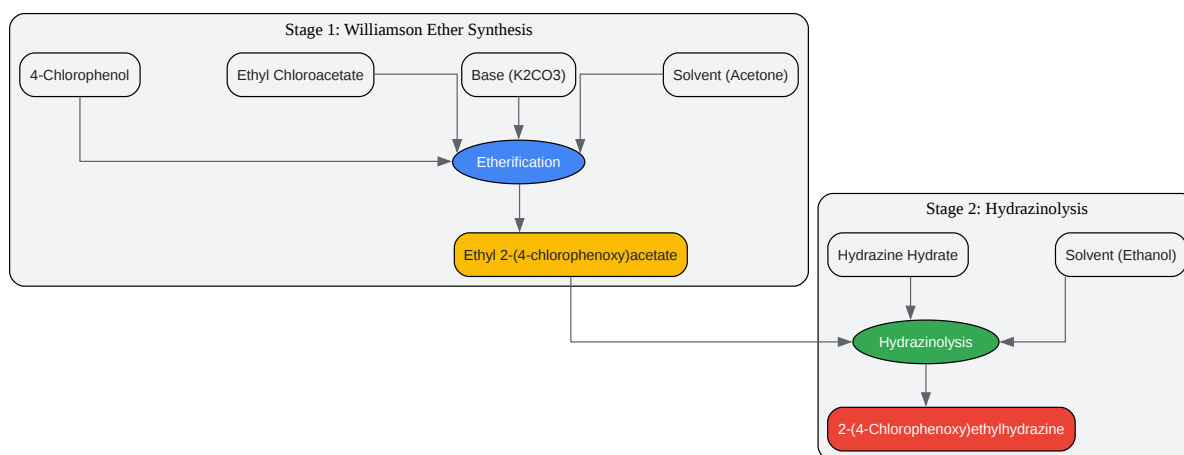 Stage 1: Williamson Ether Synthesis
4-Chlorophenol
Ethyl Chloroacetate
Base (K2CO3)
Solvent (Acetone)
Etherification
Ethyl 2-(4-chlorophenoxy)acetate
Stage 2: Hydrazinolysis
Hydrazine Hydrate
Solvent (Ethanol)
Hydrazinolysis
2-(4-Chlorophenoxy)ethylhydrazine